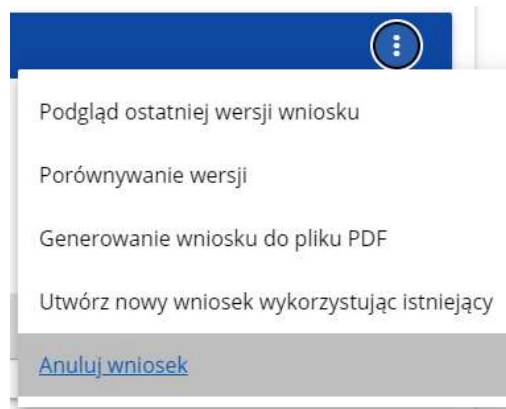 Podgląd ostatniej wersji wniosku
Porównywanie wersji
Generowanie wniosku do pliku PDF
Utwórz nowy wniosek wykorzystując istniejący
Anuluj wniosek